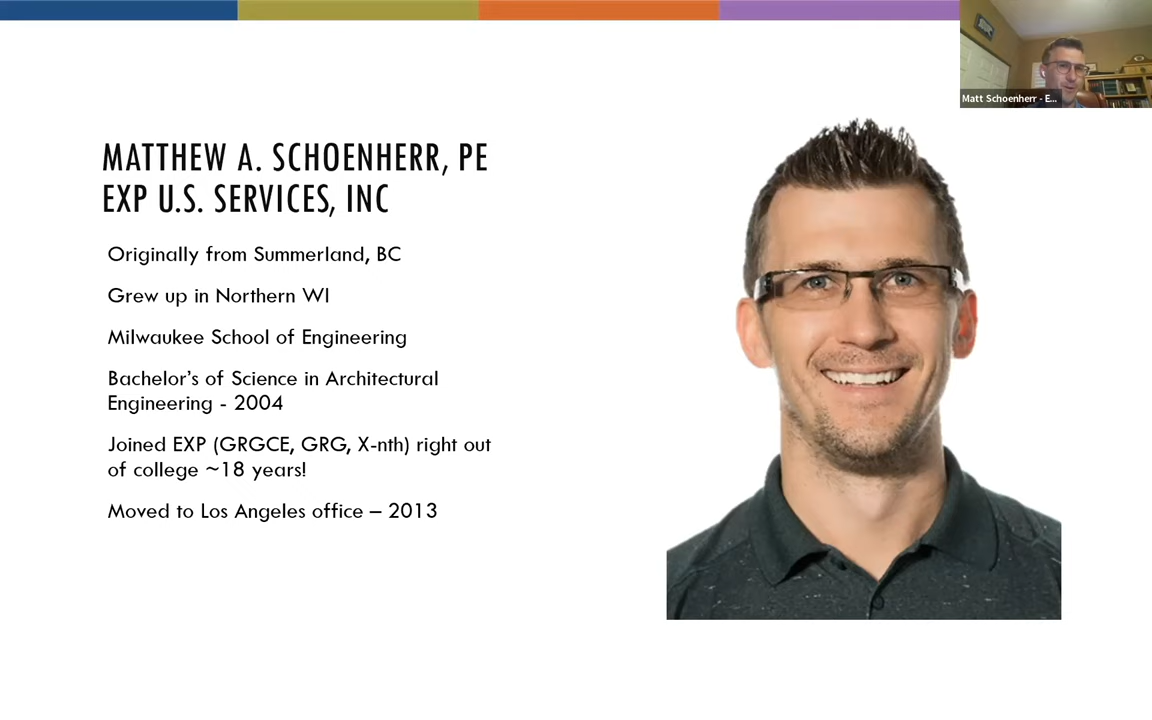 Matt Schoenherr - E...
MATTHEW A. SCHOENHERR, PE
EXP U.S. SERVICES, INC
Originally from Summerland, BC
Grew up in Northern WI
Milwaukee School of Engineering
Bachelor’s of Science in Architectural
Engineering - 2004
Joined EXP (GRGCE, GRG, X-nth) right out
of college ~18 years!
Moved to Los Angeles office – 2013